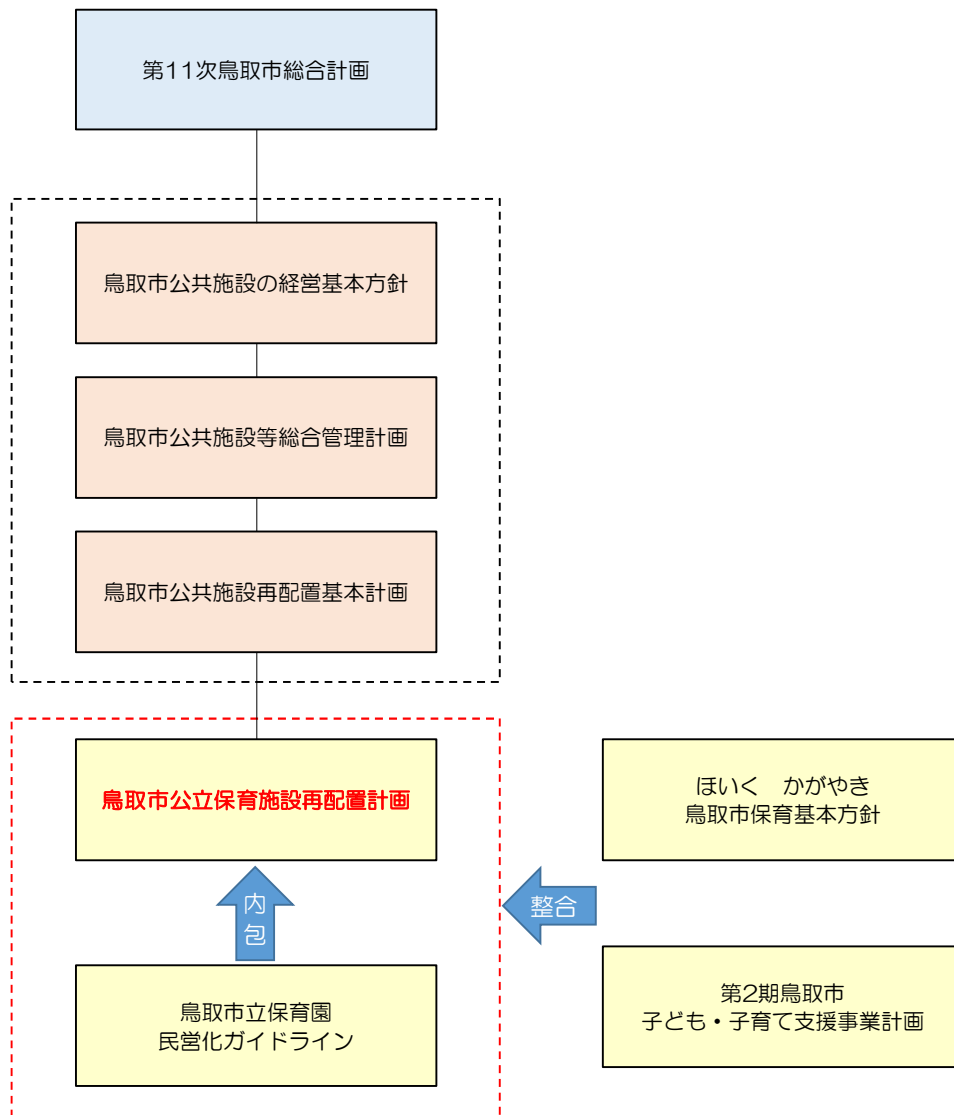 第11次鳥取市総合計画
鳥取市公共施設の経営基本方針
鳥取市公共施設等総合管理計画
鳥取市公共施設再配置基本計画
鳥取市公立保育施設再配置計画
ほいく　かがやき
鳥取市保育基本方針
内
包
整合
鳥取市立保育園
民営化ガイドライン
第2期鳥取市
子ども・子育て支援事業計画